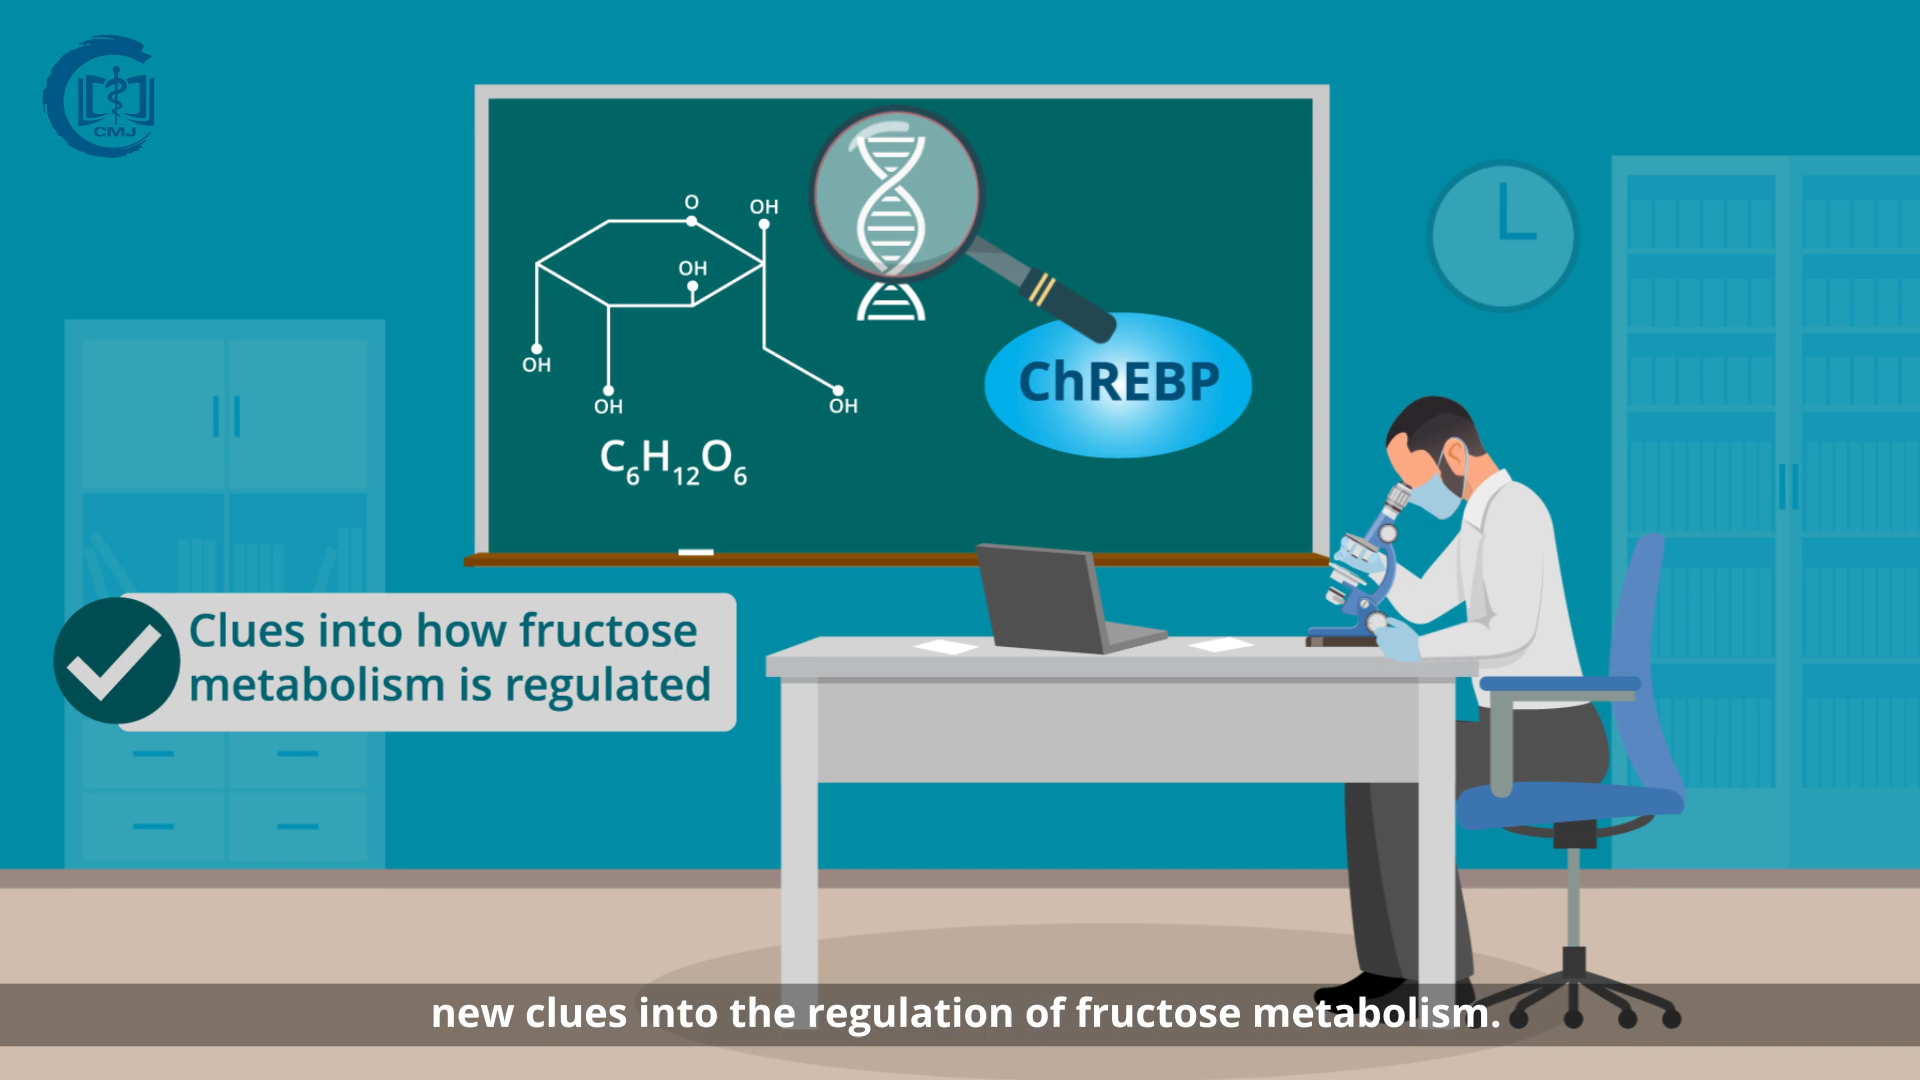 CMJ
O
OH
OH
OH
OH
OH
C6H12O6
ChREBP
Clues into how fructose
metabolism is regulated
new clues into the regulation of fructose metabolism.